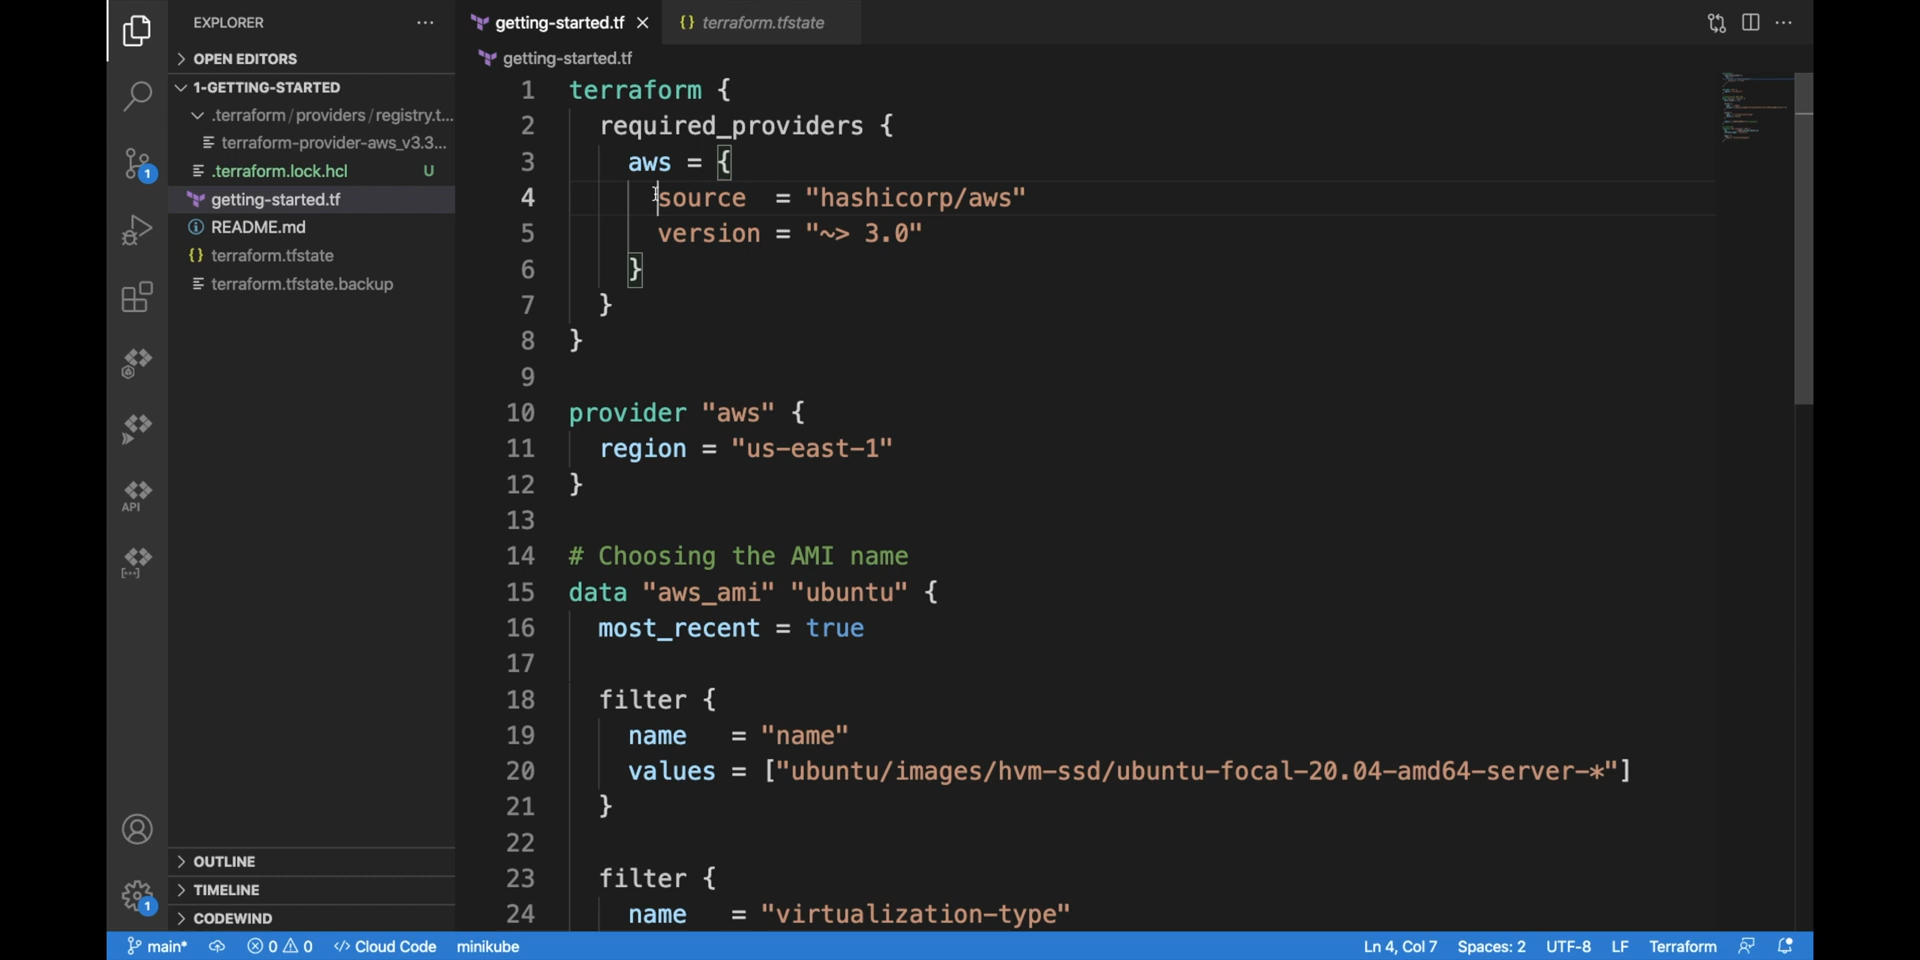 EXPLORER
OPEN EDITORS
1-GETTING-STARTED
.terraform/providers/registry.t...
terraform-provider-aws_v3.3...
.terraform.lock.hcl U
getting-started.tf
README.md
{} terraform.tfstate
terraform.tfstate.backup
OUTLINE
TIMELINE
CODEWIND
1
API
1
getting-started.tf
{} terraform.tfstate
getting-started.tf
1 terraform {
2 required_providers {
3 aws = {
4 source = "hashicorp/aws"
5 version = "~> 3.0"
6 }
7 }
8 }
9
10 provider "aws" {
11 region = "us-east-1"
12 }
13
14 # Choosing the AMI name
15 data "aws_ami" "ubuntu" {
16 most_recent = true
17
18 filter {
19 name = "name"
20 values = ["ubuntu/images/hvm-ssd/ubuntu-focal-20.04-amd64-server-*"]
21 }
22
23 filter {
24 name = "virtualization-type"
main* 0 0 Cloud Code minikube Ln 4, Col 7 Spaces: 2 UTF-8 LF Terraform